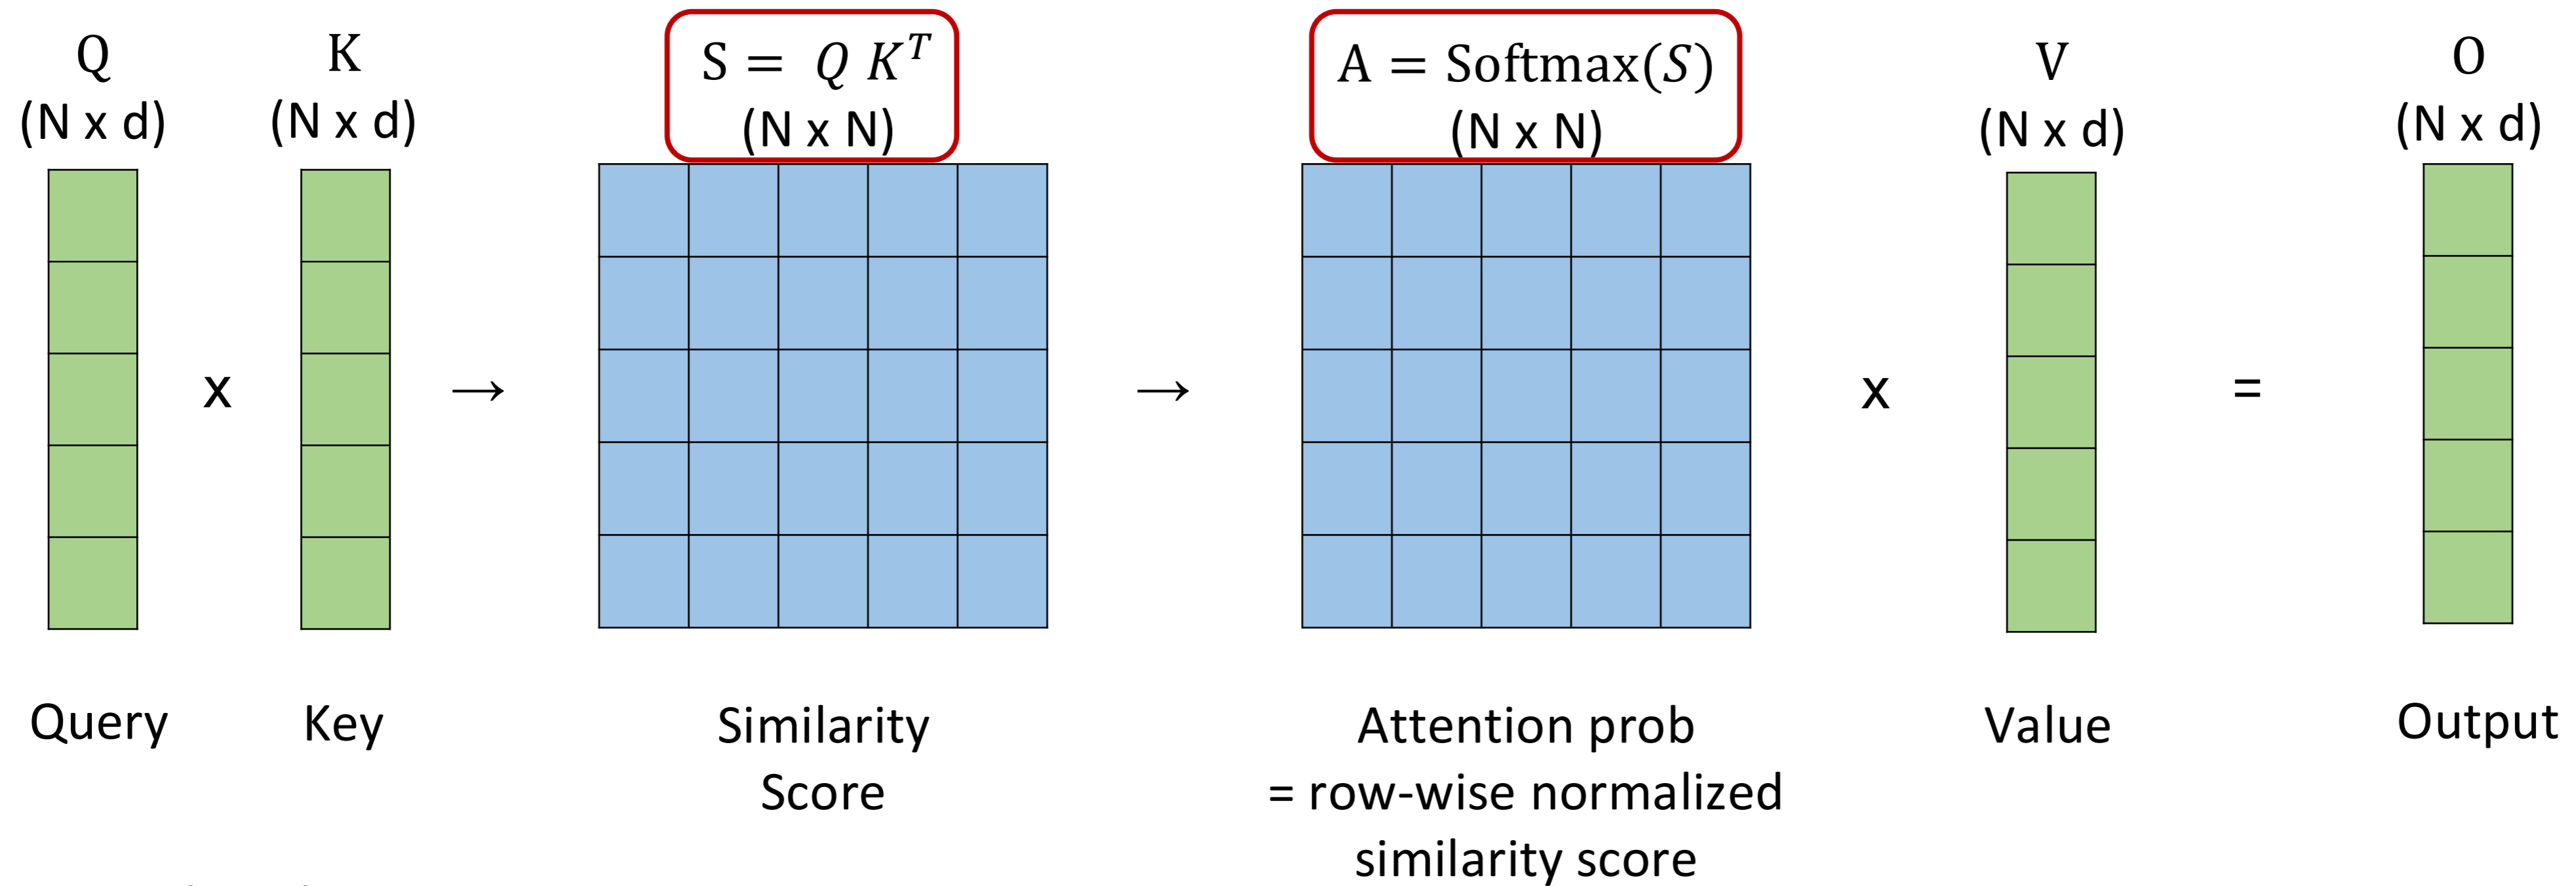 Q
(N x d)
K
(N x d)
S = Q K^T
(N x N)
A = Softmax(S)
(N x N)
V
(N x d)
O
(N x d)
x
→
→
x
=
Query
Key
Similarity
Score
Attention prob
= row-wise normalized
similarity score
Value
Output